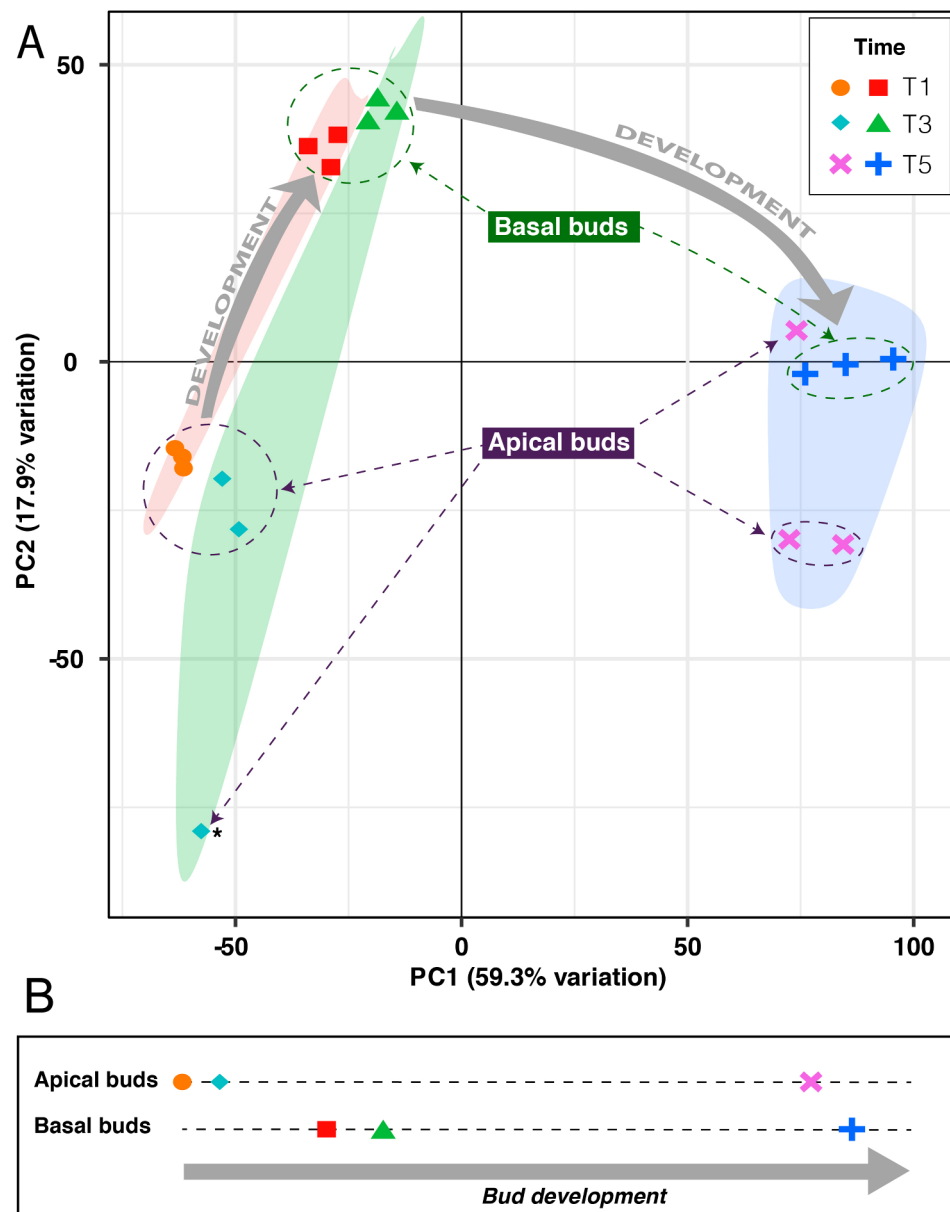 A
Time
T1
T3
T5
50
0
-50
DEVELOPMENT
DEVELOPMENT
Basal buds
Apical buds
*
PC2 (17.9% variation)
-50
0
50
100
PC1 (59.3% variation)
B
Apical buds
Basal buds
Bud development